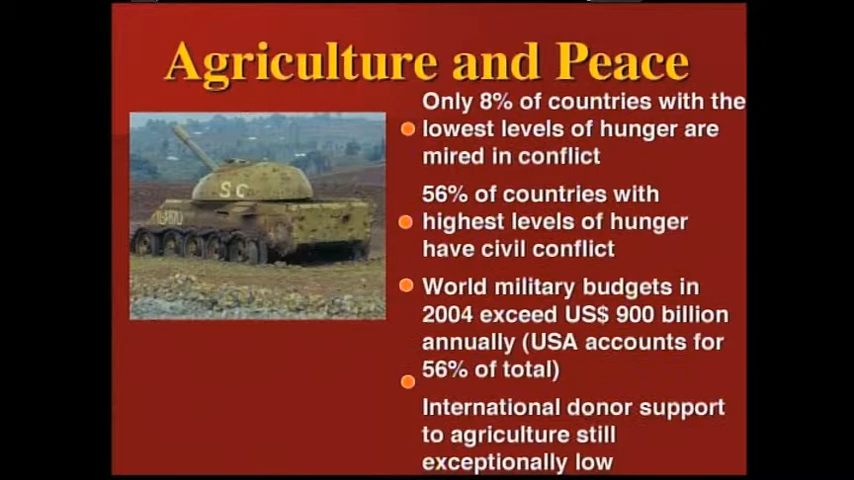 Agriculture and Peace
Only 8% of countries with the
lowest levels of hunger are
mired in conflict
56% of countries with
highest levels of hunger
have civil conflict
World military budgets in
2004 exceed US$ 900 billion
annually (USA accounts for
56% of total)
International donor support
to agriculture still
exceptionally low
SC